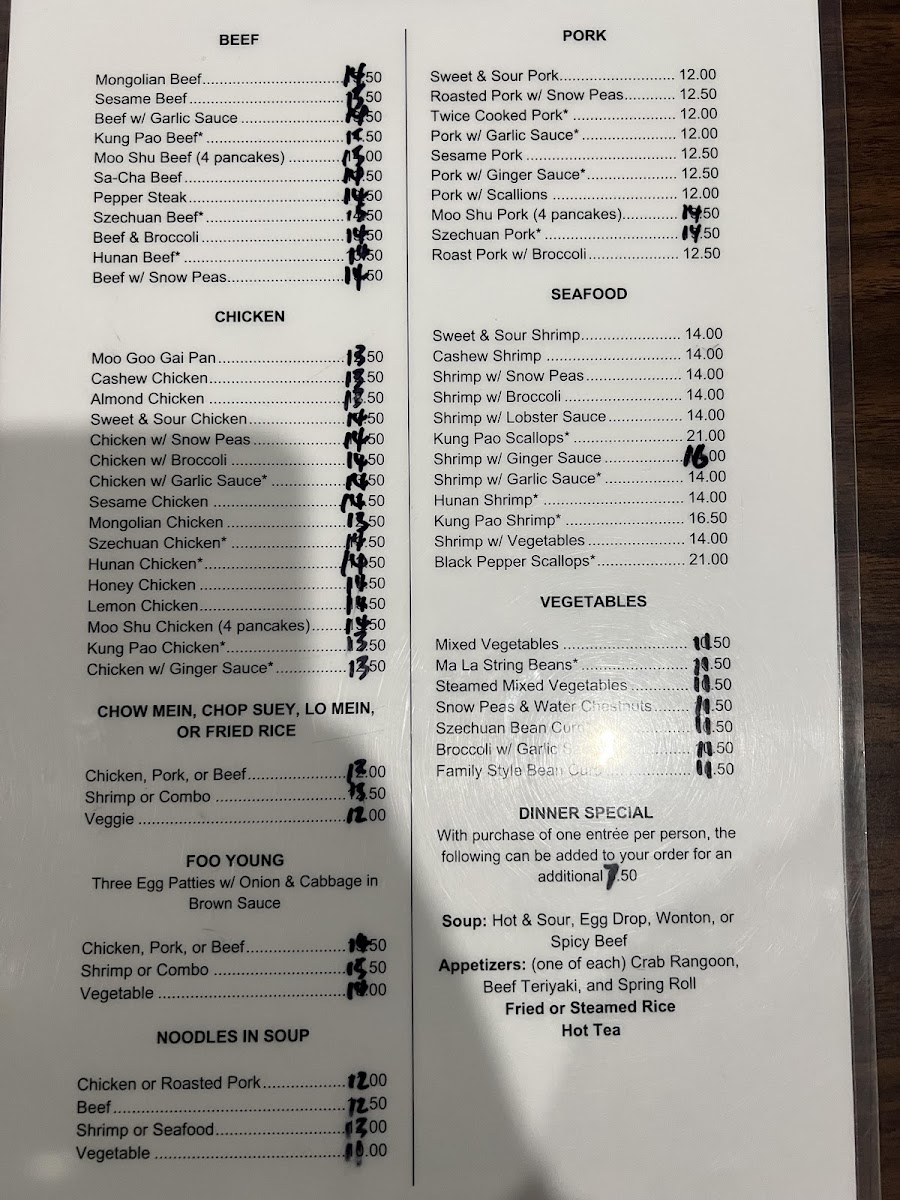 BEEF
Mongolian Beef..................................14.50
Sesame Beef....................................
Beef w/ Garlic Sauce .........................14.50
Kung Pao Beef* .................................
Moo Shu Beef (4 pancakes) ..............
Sa-Cha Beef.....................................14.50
Pepper Steak....................................14.50
Szechuan Beef*................................
Beef & Broccoli.................................14.50
Hunan Beef* .....................................14.50
Beef w/ Snow Peas...........................14.50
CHICKEN
Moo Goo Gai Pan.............................13.50
Cashew Chicken...............................13.50
Almond Chicken ...............................13.50
Sweet & Sour Chicken......................14.50
Chicken w/ Snow Peas.....................14.50
Chicken w/ Broccoli ..........................14.50
Chicken w/ Garlic Sauce* .................14.50
Sesame Chicken ..............................14.50
Mongolian Chicken ...........................13.50
Szechuan Chicken* ..........................14.50
Hunan Chicken*................................14.50
Honey Chicken .................................14.50
Lemon Chicken.................................14.50
Moo Shu Chicken (4 pancakes).......14.50
Kung Pao Chicken*...........................13.50
Chicken w/ Ginger Sauce*................13.50
CHOW MEIN, CHOP SUEY, LO MEIN,
OR FRIED RICE
Chicken, Pork, or Beef......................12.00
Shrimp or Combo .............................13.50
Veggie ..............................................12.00
FOO YOUNG
Three Egg Patties w/ Onion & Cabbage in
Brown Sauce
Chicken, Pork, or Beef......................14.50
Shrimp or Combo .............................15.50
Vegetable .........................................14.00
NOODLES IN SOUP
Chicken or Roasted Pork..................12.00
Beef..................................................12.50
Shrimp or Seafood............................13.00
Vegetable .........................................
PORK
Sweet & Sour Pork........................... 12.00
Roasted Pork w/ Snow Peas............ 12.50
Twice Cooked Pork* ......................... 12.00
Pork w/ Garlic Sauce*....................... 12.00
Sesame Pork ................................... 12.50
Pork w/ Ginger Sauce*...................... 12.50
Pork w/ Scallions .............................. 12.00
Moo Shu Pork (4 pancakes).............14.50
Szechuan Pork* ................................14.50
Roast Pork w/ Broccoli...................... 12.50
SEAFOOD
Sweet & Sour Shrimp....................... 14.00
Cashew Shrimp ................................ 14.00
Shrimp w/ Snow Peas...................... 14.00
Shrimp w/ Broccoli ........................... 14.00
Shrimp w/ Lobster Sauce................. 14.00
Kung Pao Scallops* .......................... 21.00
Shrimp w/ Ginger Sauce ..................16.00
Shrimp w/ Garlic Sauce* .................. 14.00
Hunan Shrimp* .................................. 14.00
Kung Pao Shrimp* ............................ 16.50
Shrimp w/ Vegetables ....................... 14.00
Black Pepper Scallops*.................... 21.00
VEGETABLES
Mixed Vegetables ..............................11.50
Ma La String Beans*..........................11.50
Steamed Mixed Vegetables ..............11.50
Snow Peas & Water Chestnuts........11.50
Szechuan Bean Curd........................11.50
Broccoli w/ Garlic Sauce...................11.50
Family Style Bean Curd....................11.50
DINNER SPECIAL
With purchase of one entrée per person, the
following can be added to your order for an
additional 7.50
Soup: Hot & Sour, Egg Drop, Wonton, or
Spicy Beef
Appetizers: (one of each) Crab Rangoon,
Beef Teriyaki, and Spring Roll
Fried or Steamed Rice
Hot Tea